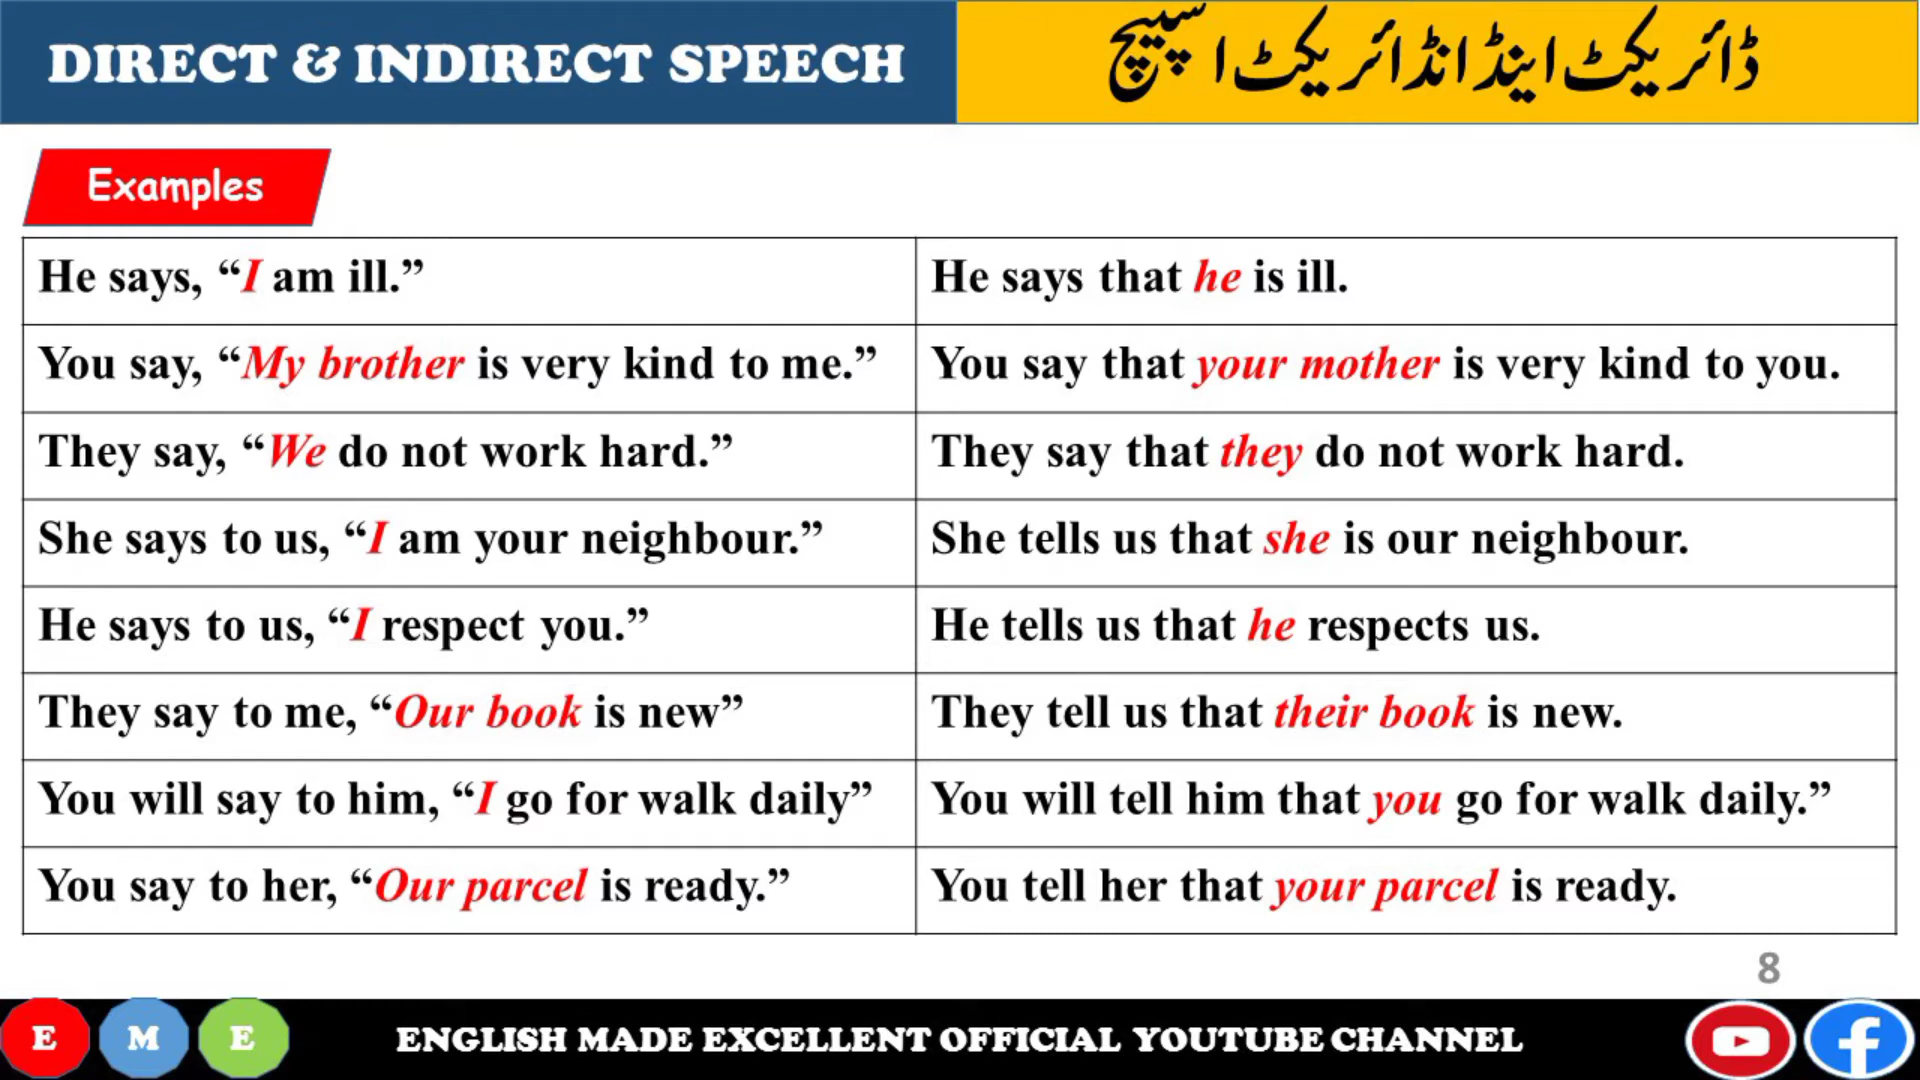 DIRECT & INDIRECT SPEECH
ڈائریکٹ اینڈ انڈائریکٹ اسپیچ
Examples
He says, “I am ill.”
He says that he is ill.
You say, “My brother is very kind to me.”
You say that your mother is very kind to you.
They say, “We do not work hard.”
They say that they do not work hard.
She says to us, “I am your neighbour.”
She tells us that she is our neighbour.
He says to us, “I respect you.”
He tells us that he respects us.
They say to me, “Our book is new”
They tell us that their book is new.
You will say to him, “I go for walk daily”
You will tell him that you go for walk daily.”
You say to her, “Our parcel is ready.”
You tell her that your parcel is ready.
8
E M E
ENGLISH MADE EXCELLENT OFFICIAL YOUTUBE CHANNEL